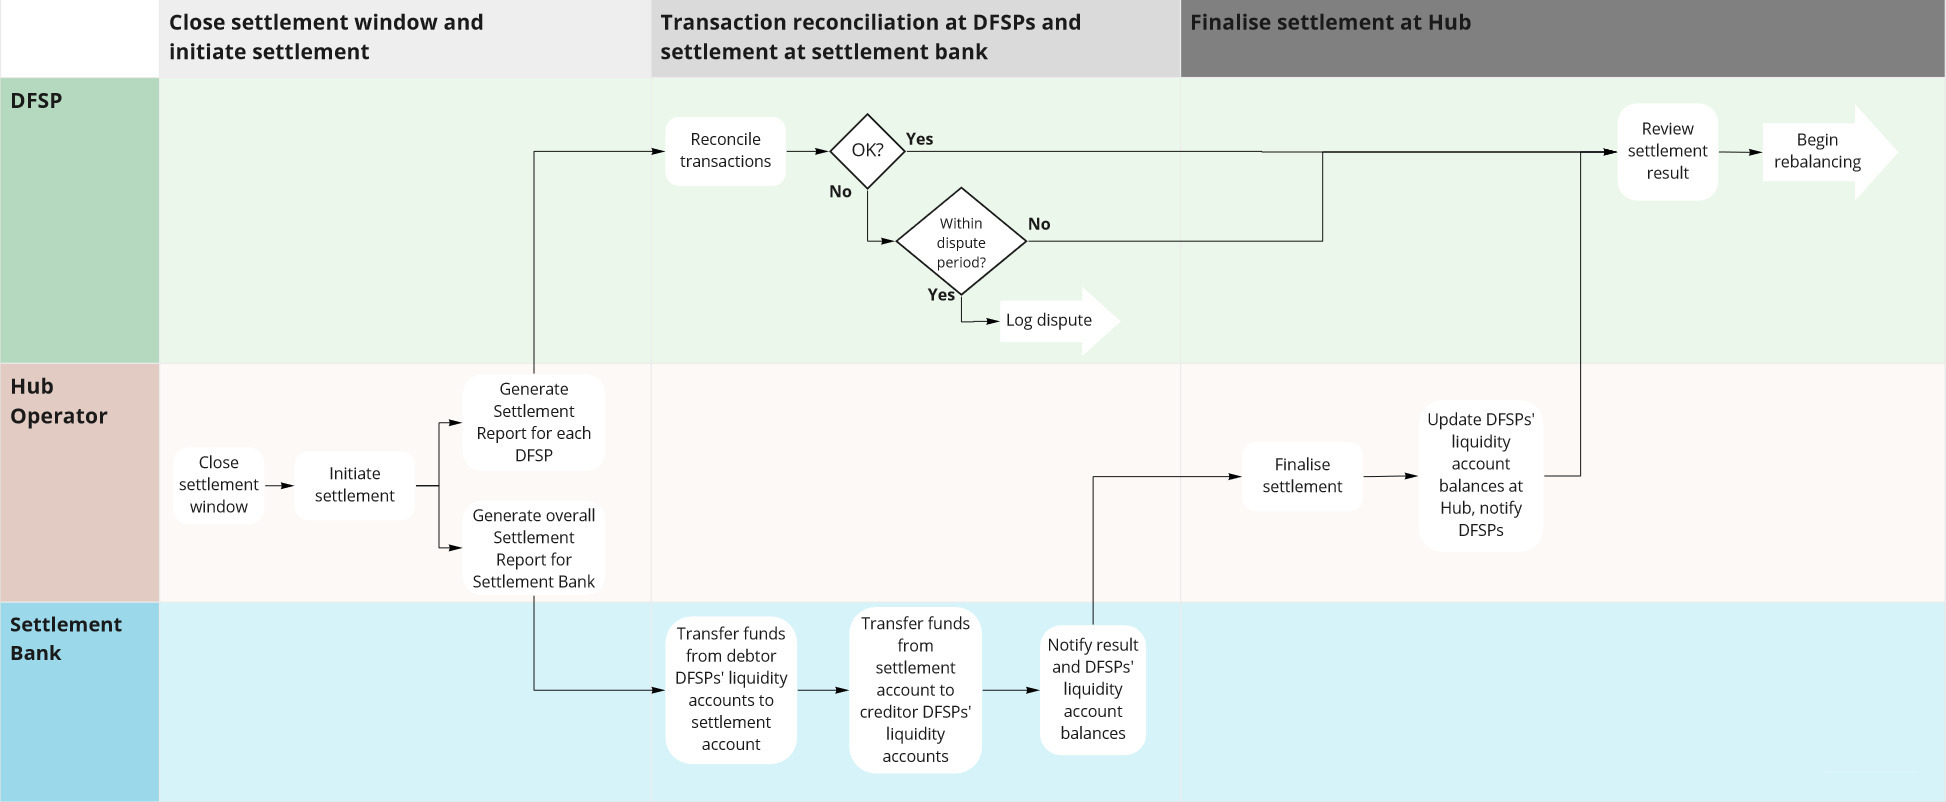 Close settlement window and
initiate settlement
Transaction reconciliation at DFSPs and
settlement at settlement bank
Finalise settlement at Hub
DFSP
Reconcile
transactions
OK?
Yes
No
Within
dispute
period?
No
Yes
Log dispute
Review
settlement
result
Begin
rebalancing
Hub
Operator
Close
settlement
window
Initiate
settlement
Generate
Settlement
Report for each
DFSP
Generate overall
Settlement
Report for
Settlement Bank
Finalise
settlement
Update DFSPs'
liquidity
account
balances at
Hub, notify
DFSPs
Settlement
Bank
Transfer funds
from debtor
DFSPs' liquidity
accounts to
settlement
account
Transfer funds
from
settlement
account to
creditor DFSPs'
liquidity
accounts
Notify result
and DFSPs'
liquidity
account
balances